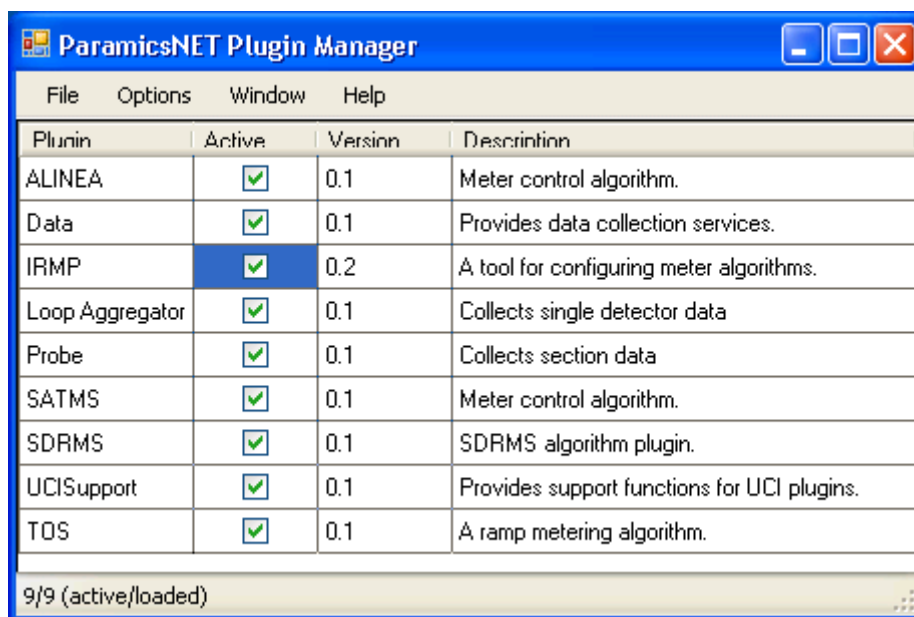 ParamicsNET Plugin Manager
File Options Window Help
Plugin Active Version Description
ALINEA 0.1 Meter control algorithm.
Data 0.1 Provides data collection services.
IRMP 0.2 A tool for configuring meter algorithms.
Loop Aggregator 0.1 Collects single detector data
Probe 0.1 Collects section data
SATMS 0.1 Meter control algorithm.
SDRMS 0.1 SDRMS algorithm plugin.
UCISupport 0.1 Provides support functions for UCI plugins.
TOS 0.1 A ramp metering algorithm.
9/9 (active/loaded)